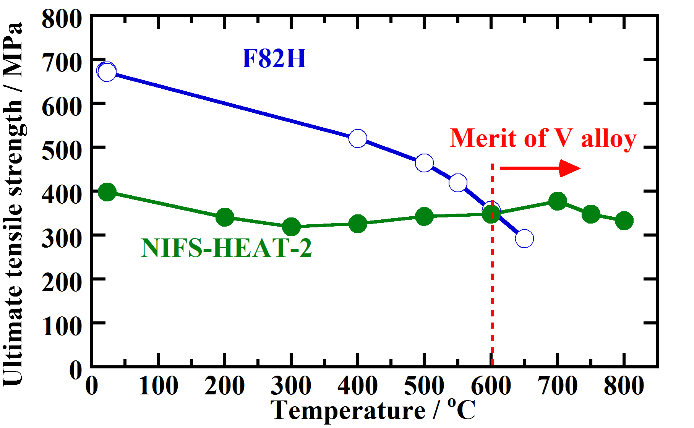 800
700
600
500
400
300
200
100
0
Ultimate tensile strength / MPa
F82H
Merit of V alloy
NIFS-HEAT-2
0 100 200 300 400 500 600 700 800
Temperature / °C